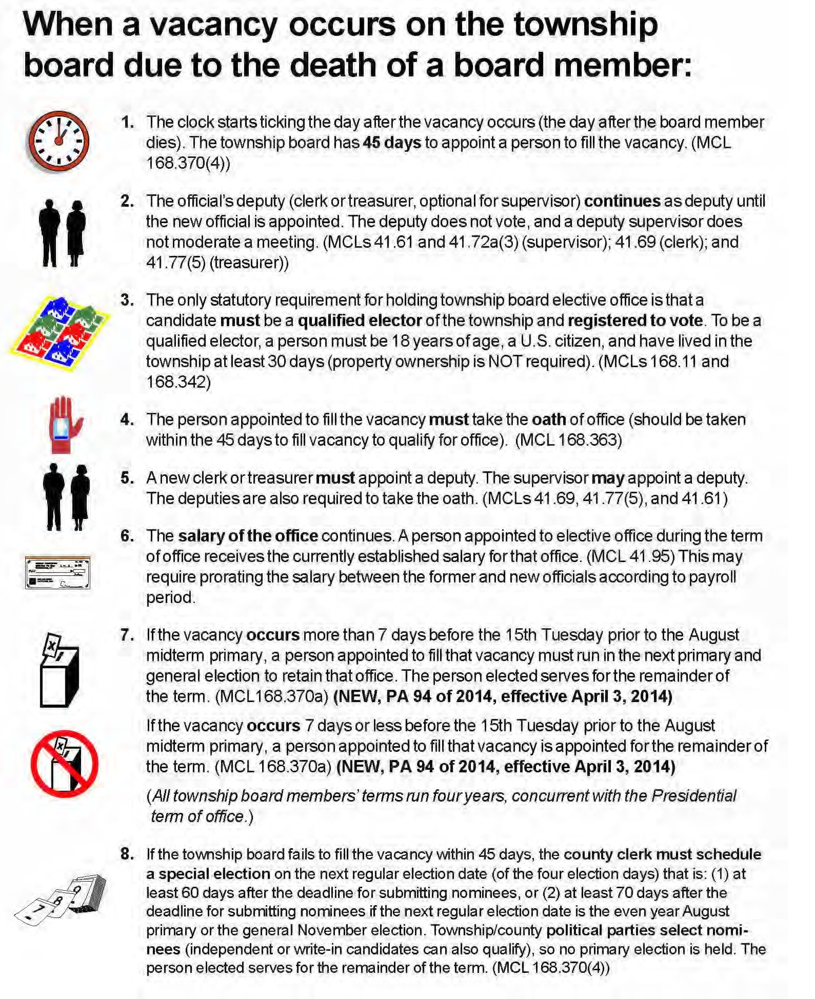 When a vacancy occurs on the township
board due to the death of a board member:
1. The clock starts ticking the day after the vacancy occurs (the day after the board member
dies). The township board has 45 days to appoint a person to fill the vacancy. (MCL
168.370(4))
2. The official's deputy (clerk or treasurer, optional for supervisor) continues as deputy until
the new official is appointed. The deputy does not vote, and a deputy supervisor does
not moderate a meeting. (MCLs 41.61 and 41.72a(3) (supervisor); 41.69 (clerk); and
41.77(5) (treasurer))
3. The only statutory requirement for holding township board elective office is that a
candidate must be a qualified elector of the township and registered to vote. To be a
qualified elector, a person must be 18 years of age, a U.S. citizen, and have lived in the
township at least 30 days (property ownership is NOT required). (MCLs 168.11 and
168.342)
4. The person appointed to fill the vacancy must take the oath of office (should be taken
within the 45 days to fill vacancy to qualify for office). (MCL 168.363)
5. A new clerk or treasurer must appoint a deputy. The supervisor may appoint a deputy.
The deputies are also required to take the oath. (MCLs 41.69, 41.77(5), and 41.61)
6. The salary of the office continues. A person appointed to elective office during the term
of office receives the currently established salary for that office. (MCL 41.95) This may
require prorating the salary between the former and new officials according to payroll
period.
7. If the vacancy occurs more than 7 days before the 15th Tuesday prior to the August
midterm primary, a person appointed to fill that vacancy must run in the next primary and
general election to retain that office. The person elected serves for the remainder of
the term. (MCL168.370a) (NEW, PA 94 of 2014, effective April 3, 2014)
If the vacancy occurs 7 days or less before the 15th Tuesday prior to the August
midterm primary, a person appointed to fill that vacancy is appointed for the remainder of
the term. (MCL 168.370a) (NEW, PA 94 of 2014, effective April 3, 2014)
(All township board members' terms run four years, concurrent with the Presidential
term of office.)
8. If the township board fails to fill the vacancy within 45 days, the county clerk must schedule
a special election on the next regular election date (of the four election days) that is: (1) at
least 60 days after the deadline for submitting nominees, or (2) at least 70 days after the
deadline for submitting nominees if the next regular election date is the even year August
primary or the general November election. Township/county political parties select nomi-
nees (independent or write-in candidates can also qualify), so no primary election is held. The
person elected serves for the remainder of the term. (MCL 168.370(4))
X
X
7
8
9